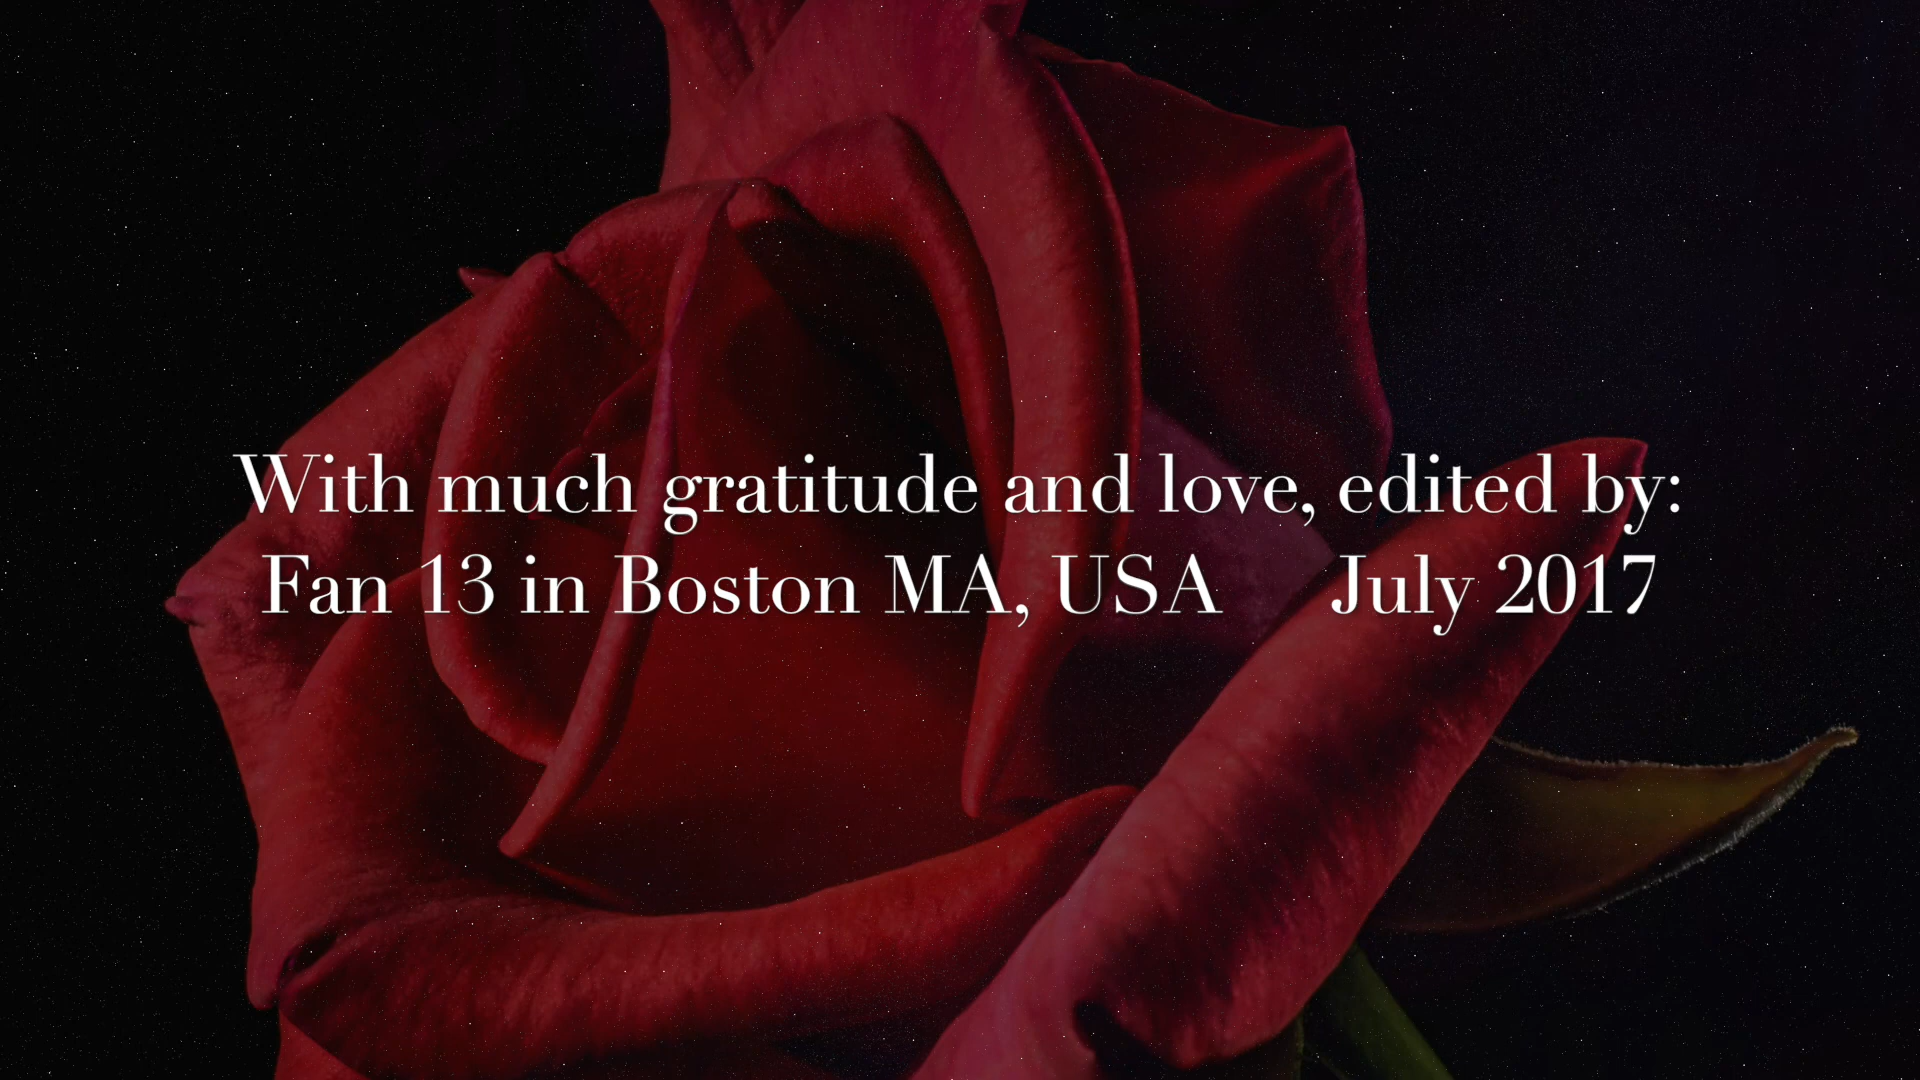 With much gratitude and love, edited by:
Fan 13 in Boston MA, USA July 2017